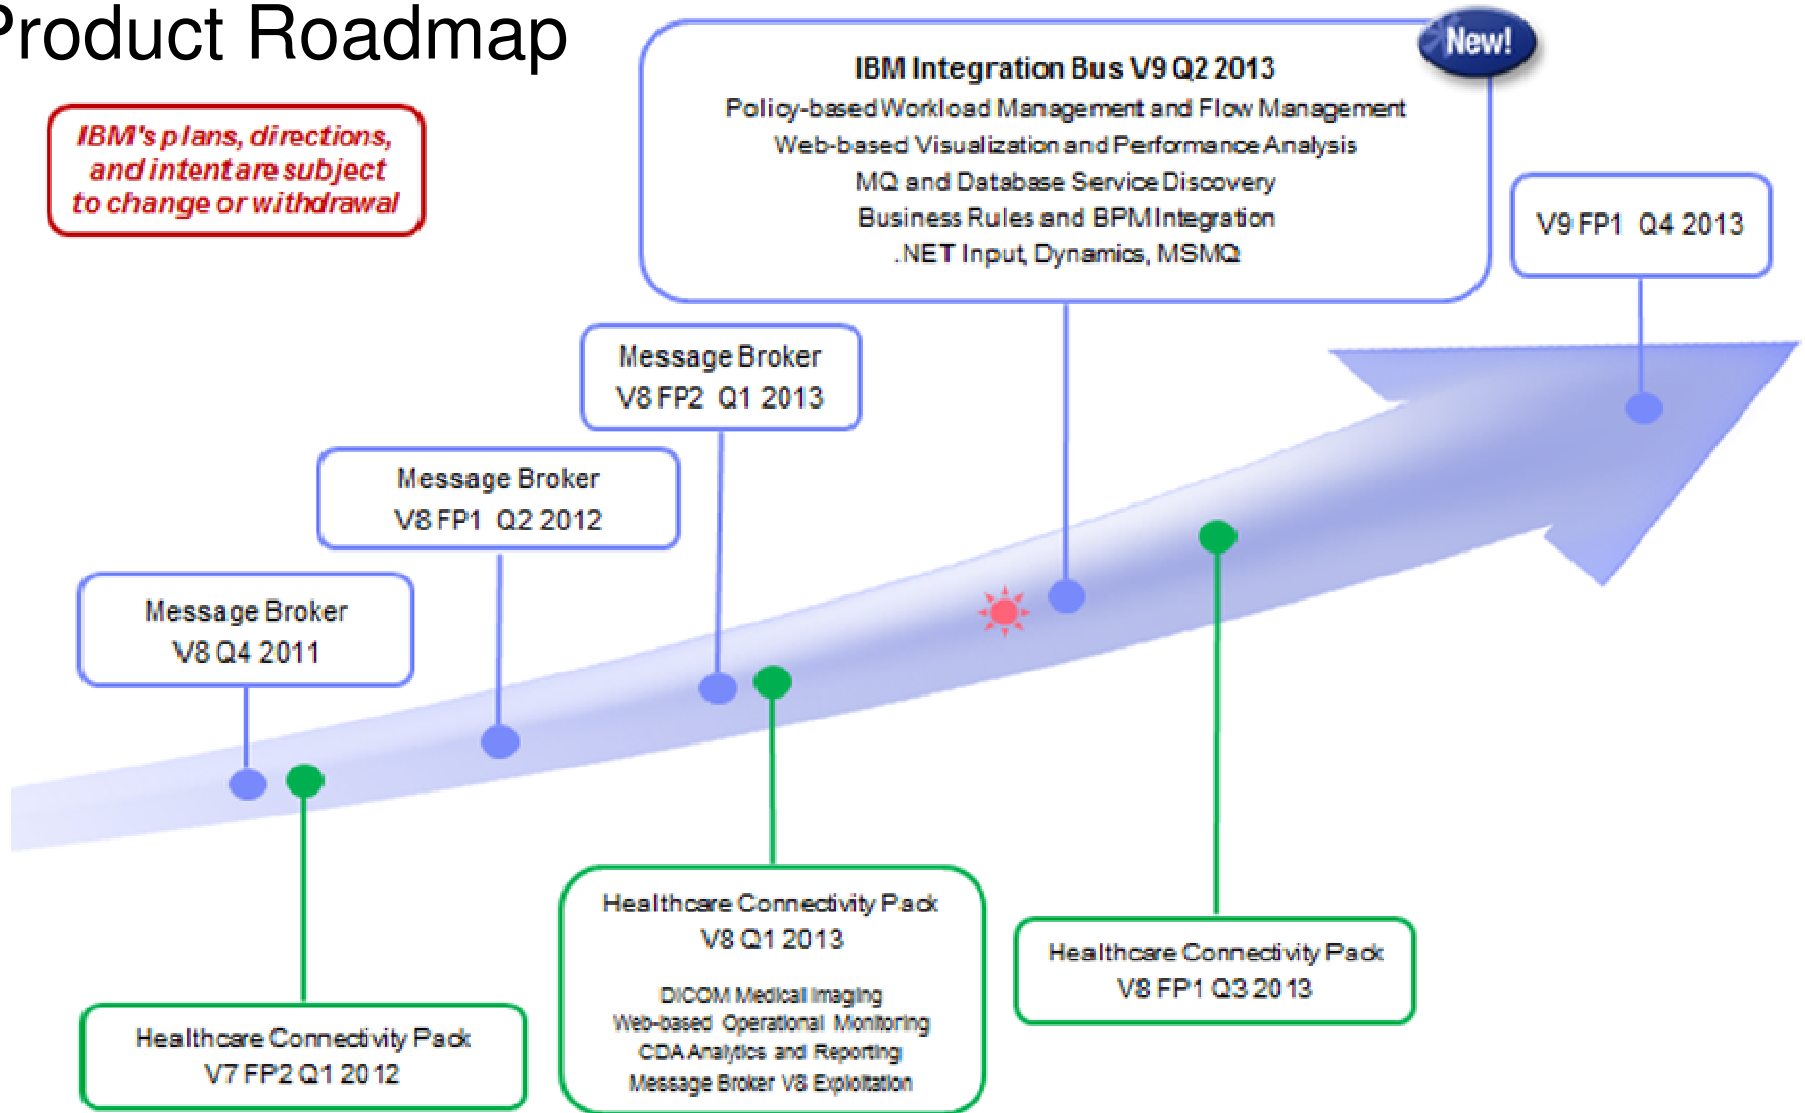 Product Roadmap
IBM's plans, directions,
and intent are subject
to change or withdrawal
New!
IBM Integration Bus V9 Q2 2013
Policy-based Workload Management and Flow Management
Web-based Visualization and Performance Analysis
MQ and Database Service Discovery
Business Rules and BPM Integration
.NET Input, Dynamics, MSMQ
V9 FP1 Q4 2013
Message Broker
V8 FP2 Q1 2013
Message Broker
V8 FP1 Q2 2012
Message Broker
V8 Q4 2011
Healthcare Connectivity Pack
V7 FP2 Q1 2012
Healthcare Connectivity Pack
V8 Q1 2013
DICOM Medical Imaging
Web-based Operational Monitoring
CDA Analytics and Reporting
Message Broker V8 Exploitation
Healthcare Connectivity Pack
V8 FP1 Q3 2013